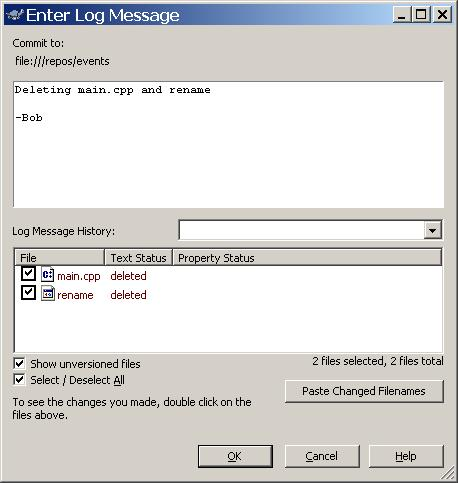 Enter Log Message
Commit to:
file:///repos/events
Deleting main.cpp and rename
-Bob
Log Message History:
File Text Status Property Status
main.cpp deleted
rename deleted
Show unversioned files
2 files selected, 2 files total
Select / Deselect All
Paste Changed Filenames
To see the changes you made, double click on the
files above.
OK Cancel Help